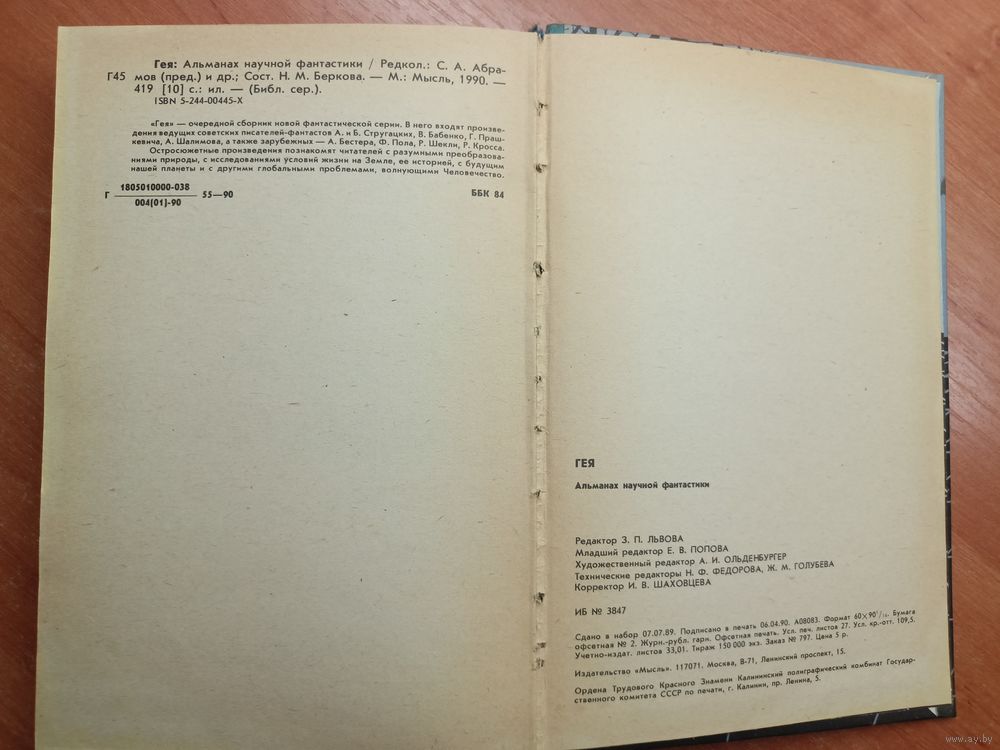 Гея: Альманах научной фантастики / Редкол.: С. А. Абра-
Г45 мов (пред.) и др.; Сост. Н. М. Беркова. — М.: Мысль, 1990. —
419 [10] с.: ил. — (Библ. сер.).
ISBN 5-244-00445-X
«Гея» — очередной сборник новой фантастической серии. В него входят произве-
дения ведущих советских писателей-фантастов А. и Б. Стругацких, В. Бабенко, Г. Праш-
кевича, А. Шалимова, а также зарубежных — А. Бестера, Ф. Пола, Р. Шекли, Р. Кросса.
Остросюжетные произведения познакомят читателей с разумными преобразова-
ниями природы, с исследованиями условий жизни на Земле, ее историей, с будущим
нашей планеты и с другими глобальными проблемами, волнующими Человечество.
Г 1805010000-038 55—90
004(01)-90
ББК 84
ГЕЯ
Альманах научной фантастики
Редактор З. П. ЛЬВОВА
Младший редактор Е. В. ПОПОВА
Художественный редактор А. И. ОЛЬДЕНБУРГЕР
Технические редакторы Н. Ф. ФЕДОРОВА, Ж. М. ГОЛУБЕВА
Корректор И. В. ШАХОВЦЕВА
ИБ № 3847
Сдано в набор 07.07.89. Подписано в печать 06.04.90. А08083. Формат 60×90¹/₁₆. Бумага
офсетная № 2. Журн.-рубл. гарн. Офсетная печать. Усл. печ. листов 27. Усл. кр.-отт. 109,5.
Учетно-издат. листов 33,01. Тираж 150 000 экз. Заказ № 797. Цена 5 р.
Издательство «Мысль». 117071. Москва, В-71, Ленинский проспект, 15.
Ордена Трудового Красного Знамени Калининский полиграфический комбинат Государ-
ственного комитета СССР по печати, г. Калинин, пр. Ленина, 5.
www.ay.by